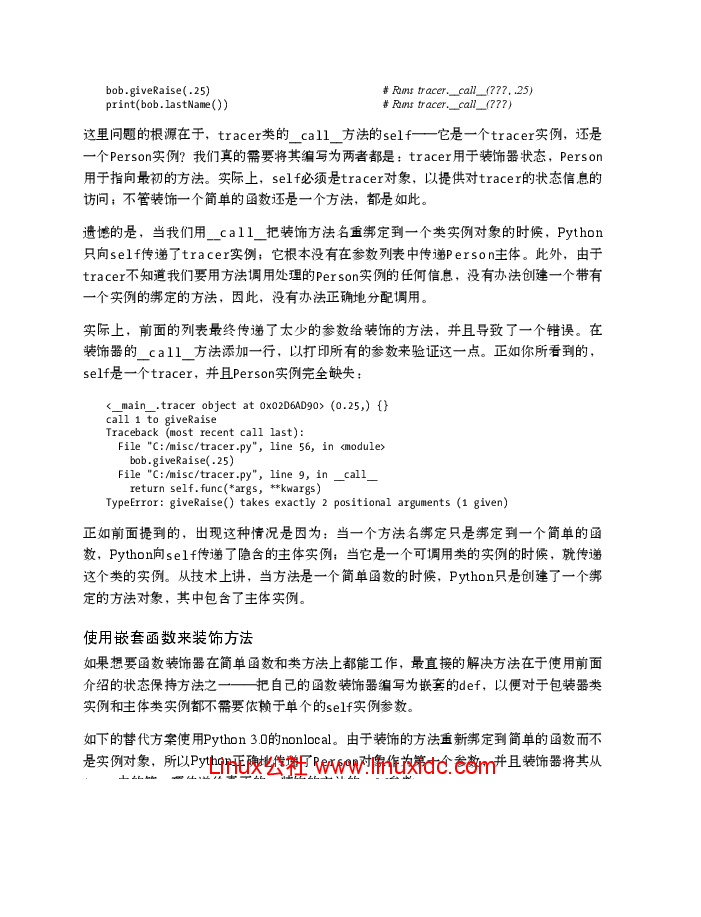 bob.giveRaise(.25) # Runs tracer.__call__(???, .25)
print(bob.lastName()) # Runs tracer.__call__(???)
这里问题的根源在于，tracer类的__call__方法的self——它是一个tracer实例，还是
一个Person实例？我们真的需要将其编写为两者都是：tracer用于装饰器状态，Person
用于指向最初的方法。实际上，self必须是tracer对象，以提供对tracer的状态信息的
访问；不管装饰一个简单的函数还是一个方法，都是如此。
遗憾的是，当我们用__call__把装饰方法名重绑定到一个类实例对象的时候，Python
只向self传递了tracer实例；它根本没有在参数列表中传递Person主体。此外，由于
tracer不知道我们要用方法调用处理的Person实例的任何信息，没有办法创建一个带有
一个实例的绑定的方法，因此，没有办法正确地分配调用。
实际上，前面的列表最终传递了太少的参数给装饰的方法，并且导致了一个错误。在
装饰器的__call__方法添加一行，以打印所有的参数来验证这一点。正如你所看到的，
self是一个tracer，并且Person实例完全缺失：
<__main__.tracer object at 0x02D6AD90> (0.25,) {}
call 1 to giveRaise
Traceback (most recent call last):
File "C:/misc/tracer.py", line 56, in <module>
bob.giveRaise(.25)
File "C:/misc/tracer.py", line 9, in __call__
return self.func(*args, **kwargs)
TypeError: giveRaise() takes exactly 2 positional arguments (1 given)
正如前面提到的，出现这种情况是因为：当一个方法名绑定只是绑定到一个简单的函
数，Python向self传递了隐含的主体实例；当它是一个可调用类的实例的时候，就传递
这个类的实例。从技术上讲，当方法是一个简单函数的时候，Python只是创建了一个绑
定的方法对象，其中包含了主体实例。
使用嵌套函数来装饰方法
如果想要函数装饰器在简单函数和类方法上都能工作，最直接的解决方法在于使用前面
介绍的状态保持方法之一——把自己的函数装饰器编写为嵌套的def，以便对于包装器类
实例和主体类实例都不需要依赖于单个的self实例参数。
如下的替代方案使用Python 3.0的nonlocal。由于装饰的方法重新绑定到简单的函数而不
是实例对象，所以Python正确地传递了Person对象作为第一个参数，并且装饰器将其从
Linux公社 www.linuxidc.com